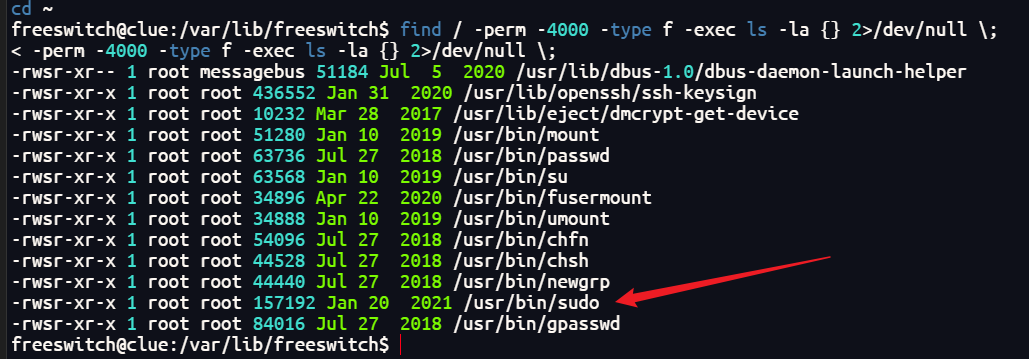 cd ~
freeswitch@clue:/var/lib/freeswitch$ find / -perm -4000 -type f -exec ls -la {} 2>/dev/null \;
< -perm -4000 -type f -exec ls -la {} 2>/dev/null \;
-rwsr-xr-- 1 root messagebus 51184 Jul  5  2020 /usr/lib/dbus-1.0/dbus-daemon-launch-helper
-rwsr-xr-x 1 root root 436552 Jan 31  2020 /usr/lib/openssh/ssh-keysign
-rwsr-xr-x 1 root root 10232 Mar 28  2017 /usr/lib/eject/dmcrypt-get-device
-rwsr-xr-x 1 root root 51280 Jan 10  2019 /usr/bin/mount
-rwsr-xr-x 1 root root 63736 Jul 27  2018 /usr/bin/passwd
-rwsr-xr-x 1 root root 63568 Jan 10  2019 /usr/bin/su
-rwsr-xr-x 1 root root 34896 Apr 22  2020 /usr/bin/fusermount
-rwsr-xr-x 1 root root 34888 Jan 10  2019 /usr/bin/umount
-rwsr-xr-x 1 root root 54096 Jul 27  2018 /usr/bin/chfn
-rwsr-xr-x 1 root root 44528 Jul 27  2018 /usr/bin/chsh
-rwsr-xr-x 1 root root 44440 Jul 27  2018 /usr/bin/newgrp
-rwsr-xr-x 1 root root 157192 Jan 20  2021 /usr/bin/sudo
-rwsr-xr-x 1 root root 84016 Jul 27  2018 /usr/bin/gpasswd
freeswitch@clue:/var/lib/freeswitch$